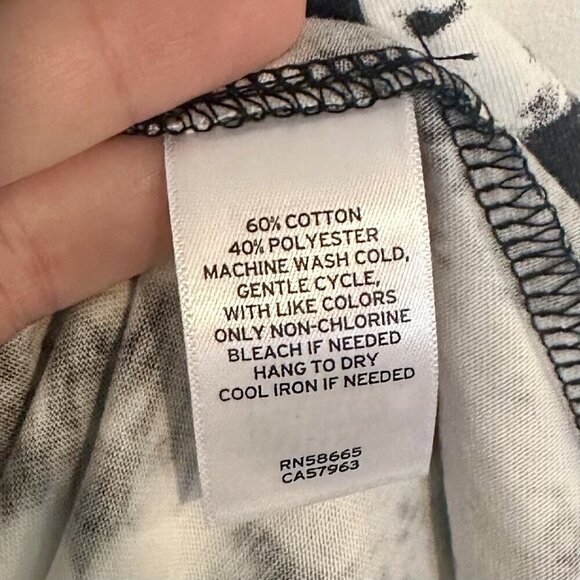 60% COTTON
40% POLYESTER
MACHINE WASH COLD,
GENTLE CYCLE,
WITH LIKE COLORS
ONLY NON-CHLORINE
BLEACH IF NEEDED
HANG TO DRY
COOL IRON IF NEEDED
RN58665
CA57963